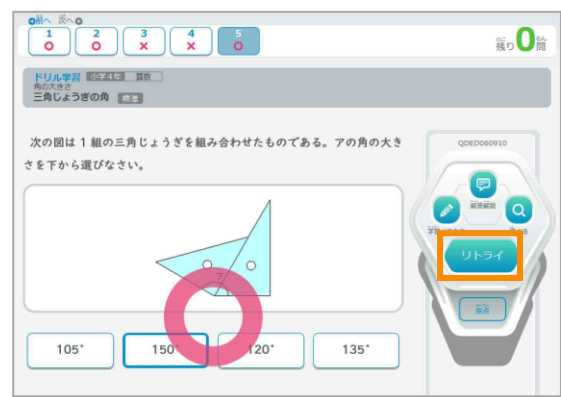 前へ 次へ
1 2 3 4 5
残り0問
ドリル学習 小学4年 算数
角の大きさ
三角じょうぎの角 標準
次の図は1組の三角じょうぎを組み合わせたものである。アの角の大き
さを下から選びなさい。
QDED060910
解答解説
リトライ
ア
採点
105° 150° 120° 135°